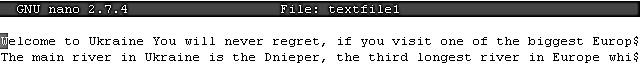 GNU nano 2.7.4 File: textfile1
Welcome to Ukraine You will never regret, if you visit one of the biggest Europ$
The main river in Ukraine is the Dnieper, the third longest river in Europe whi$